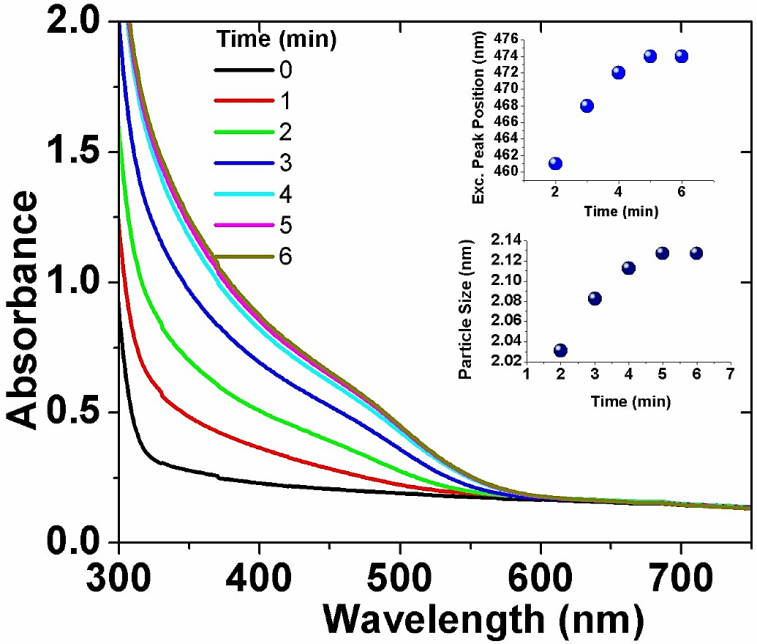 2.0
1.5
1.0
0.5
0.0
Absorbance
300 400 500 600 700
Wavelength (nm)
Time (min)
0
1
2
3
4
5
6
476
474
472
470
468
466
464
462
460
Exc. Peak Position (nm)
2 4 6
Time (min)
2.14
2.12
2.10
2.08
2.06
2.04
2.02
Particle Size (nm)
1 2 3 4 5 6 7
Time (min)